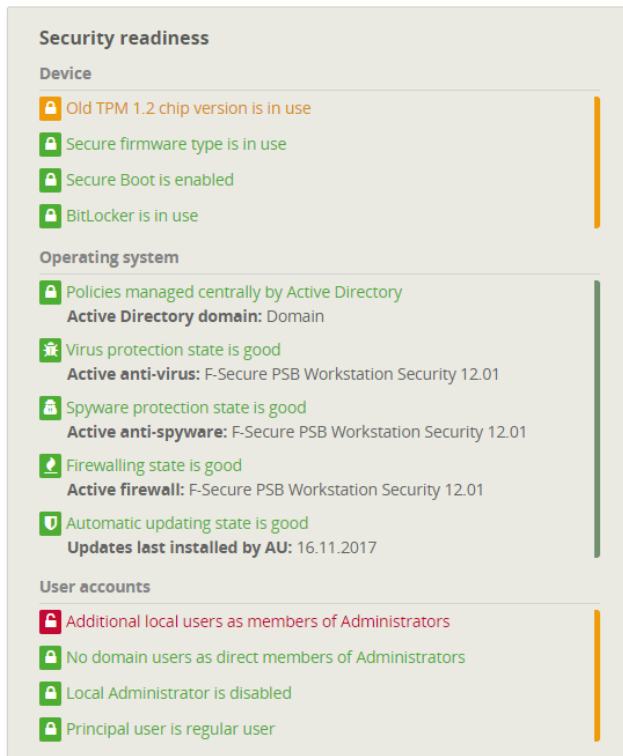 Security readiness
Device
Old TPM 1.2 chip version is in use
Secure firmware type is in use
Secure Boot is enabled
BitLocker is in use
Operating system
Policies managed centrally by Active Directory
Active Directory domain: Domain
Virus protection state is good
Active anti-virus: F-Secure PSB Workstation Security 12.01
Spyware protection state is good
Active anti-spyware: F-Secure PSB Workstation Security 12.01
Firewalling state is good
Active firewall: F-Secure PSB Workstation Security 12.01
Automatic updating state is good
Updates last installed by AU: 16.11.2017
User accounts
Additional local users as members of Administrators
No domain users as direct members of Administrators
Local Administrator is disabled
Principal user is regular user